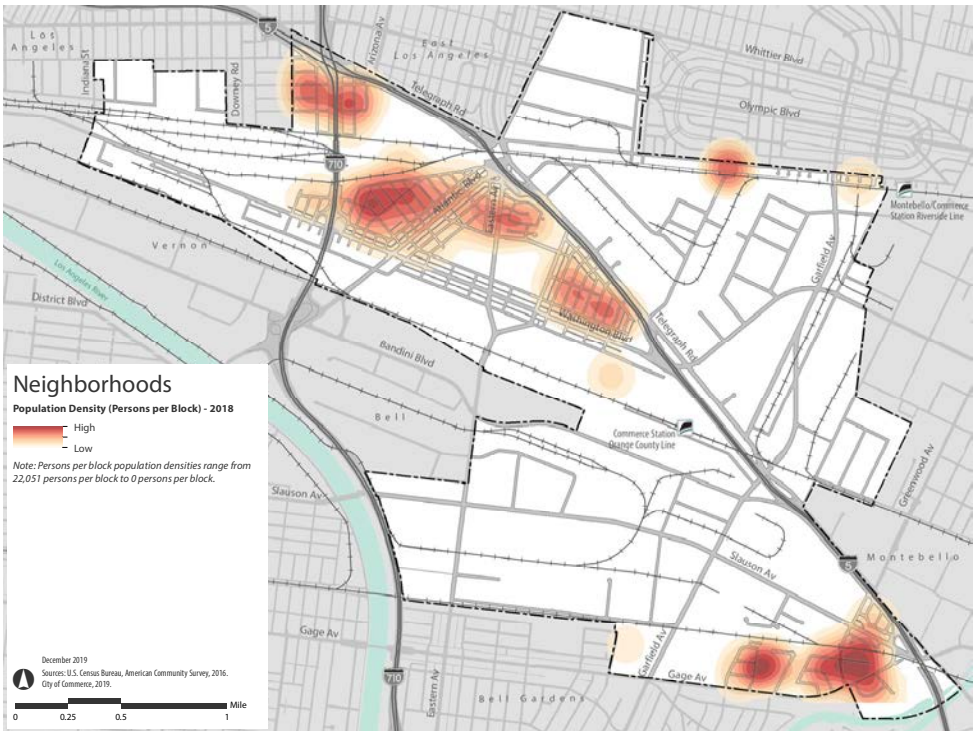 Los
Angeles
Indiana St
Downey Rd
5
Arizona Av
East
Los Angeles
Telegraph Rd
Whittier Blvd
Olympic Blvd
710
Atlantic Blvd
Eastern Av
Montebello/Commerce
Station Riverside Line
Garfield Av
Vernon
Los Angeles River
District Blvd
Washington Blvd
Telegraph Rd
Bandini Blvd
Bell
Commerce Station
Orange County Line
Greenwood Av
Slauson Av
Montebello
Slauson Av
5
Gage Av
Garfield Av
Gage Av
710
Eastern Av
Bell Gardens
Neighborhoods
Population Density (Persons per Block) - 2018
High
Low
Note: Persons per block population densities range from
22,051 persons per block to 0 persons per block.
December 2019
Sources: U.S. Census Bureau, American Community Survey, 2016.
City of Commerce, 2019.
Mile
0 0.25 0.5 1